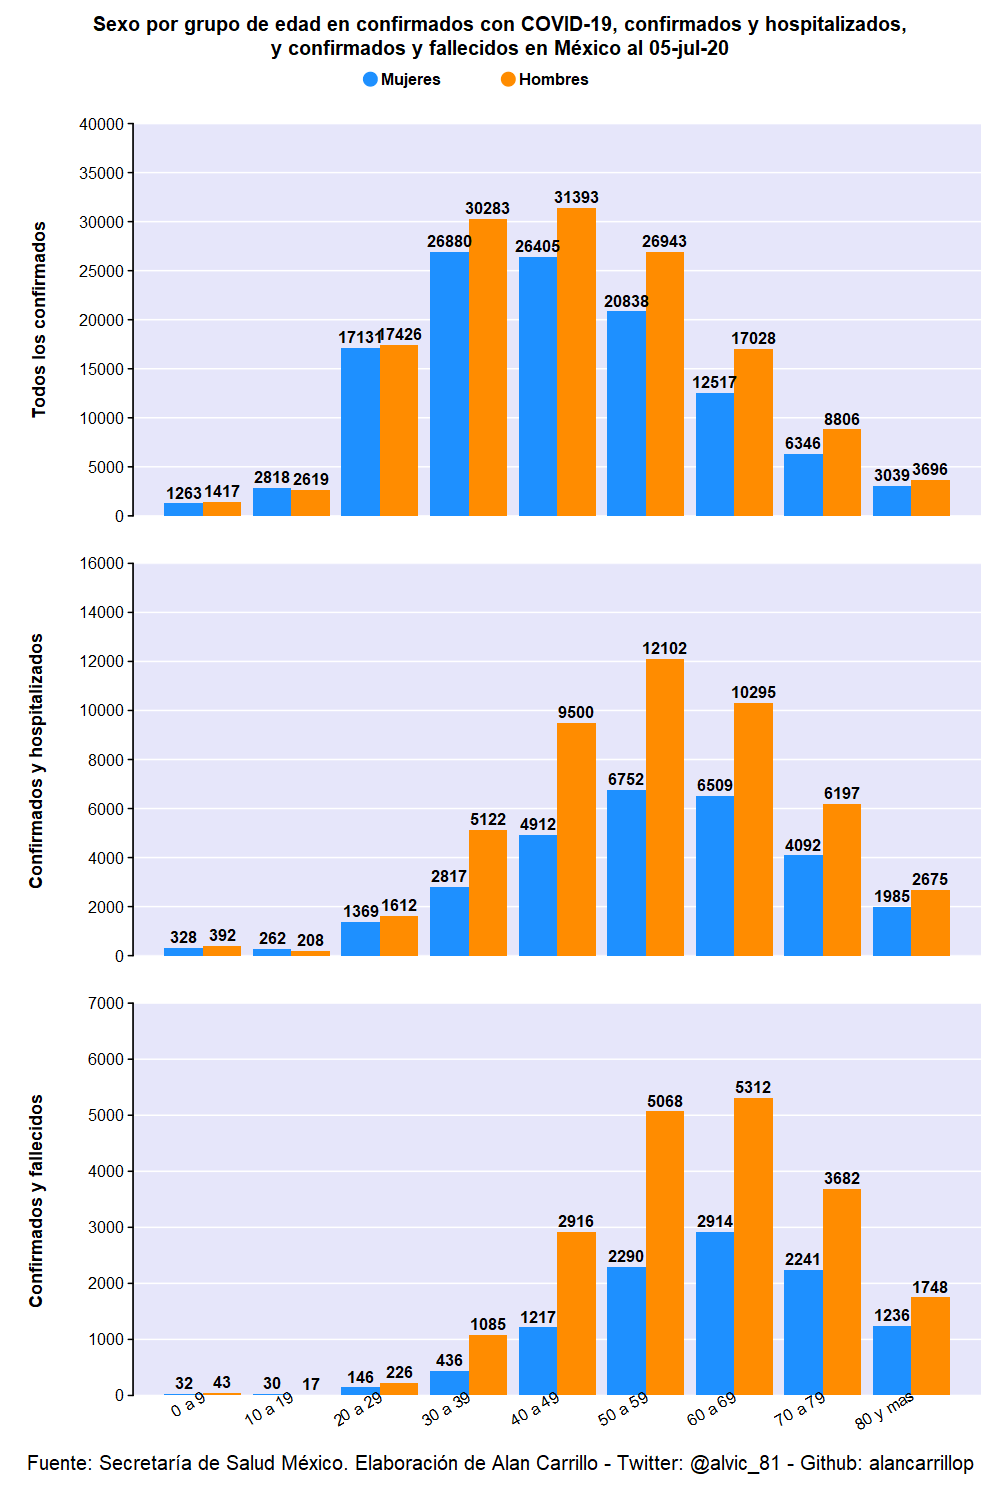 Sexo por grupo de edad en confirmados con COVID-19, confirmados y hospitalizados,
y confirmados y fallecidos en México al 05-jul-20
Mujeres Hombres
Todos los confirmados
40000
35000
30000
25000
20000
15000
10000
5000
0
1263 1417 2818 2619 17131 17426 26880 30283 26405 31393 20838 26943 12517 17028 6346 8806 3039 3696
Confirmados y hospitalizados
16000
14000
12000
10000
8000
6000
4000
2000
0
328 392 262 208 1369 1612 2817 5122 4912 9500 6752 12102 6509 10295 4092 6197 1985 2675
Confirmados y fallecidos
7000
6000
5000
4000
3000
2000
1000
0
32 43 30 17 146 226 436 1085 1217 2916 2290 5068 2914 5312 2241 3682 1236 1748
0 a 9 10 a 19 20 a 29 30 a 39 40 a 49 50 a 59 60 a 69 70 a 79 80 y mas
Fuente: Secretaría de Salud México. Elaboración de Alan Carrillo - Twitter: @alvic_81 - Github: alancarrillop